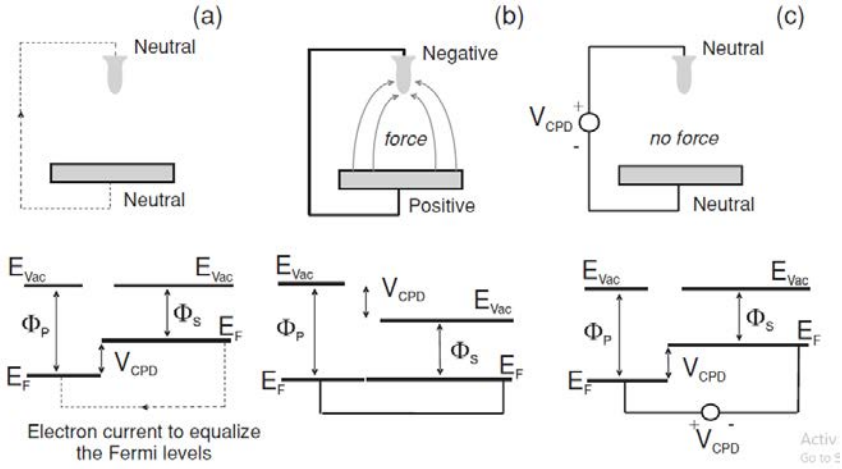 (a)
Neutral
Neutral
E_Vac
E_Vac
Φ_P
Φ_S
E_F
E_F
V_CPD
Electron current to equalize
the Fermi levels
(b)
Negative
force
Positive
E_Vac
V_CPD
E_Vac
Φ_P
Φ_S
E_F
E_F
(c)
Neutral
V_CPD
+
-
no force
Neutral
E_Vac
E_Vac
Φ_P
Φ_S
E_F
E_F
V_CPD
+ -
V_CPD
Activ
Go to S